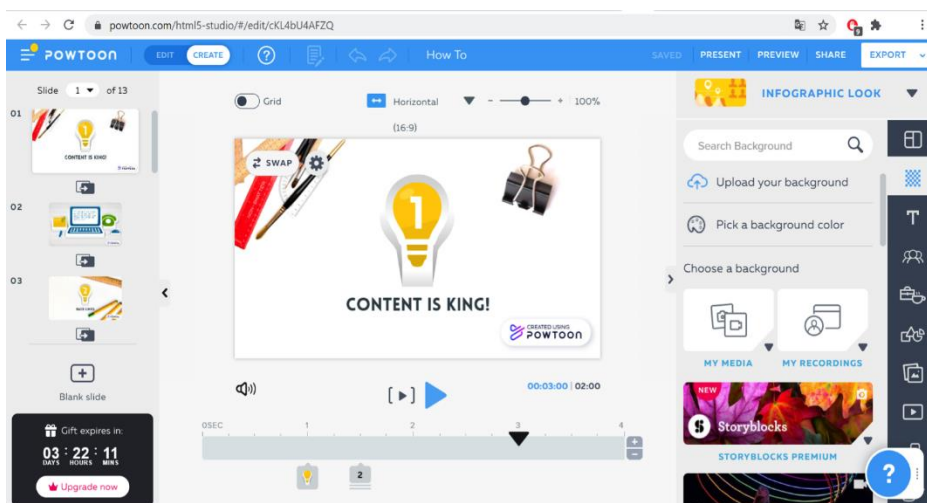 powtoon.com/html5-studio/#/edit/cKL4bU4AFZQ
POWTOON EDIT CREATE ? How To SAVED PRESENT PREVIEW SHARE EXPORT
Slide 1 of 13
01
CONTENT IS KING!
02
03
Blank slide
Gift expires in:
03 : 22 : 11
DAYS HOURS MINS
Upgrade now
Grid
Horizontal
(16:9)
- + 100%
SWAP
1
CONTENT IS KING!
CREATED USING
POWTOON
00:03:00 | 02:00
0SEC 1 2 3 4
+
-
2
INFOGRAPHIC LOOK
Search Background
Upload your background
Pick a background color
Choose a background
MY MEDIA
MY RECORDINGS
NEW
Storyblocks
STORYBLOCKS PREMIUM
T
?